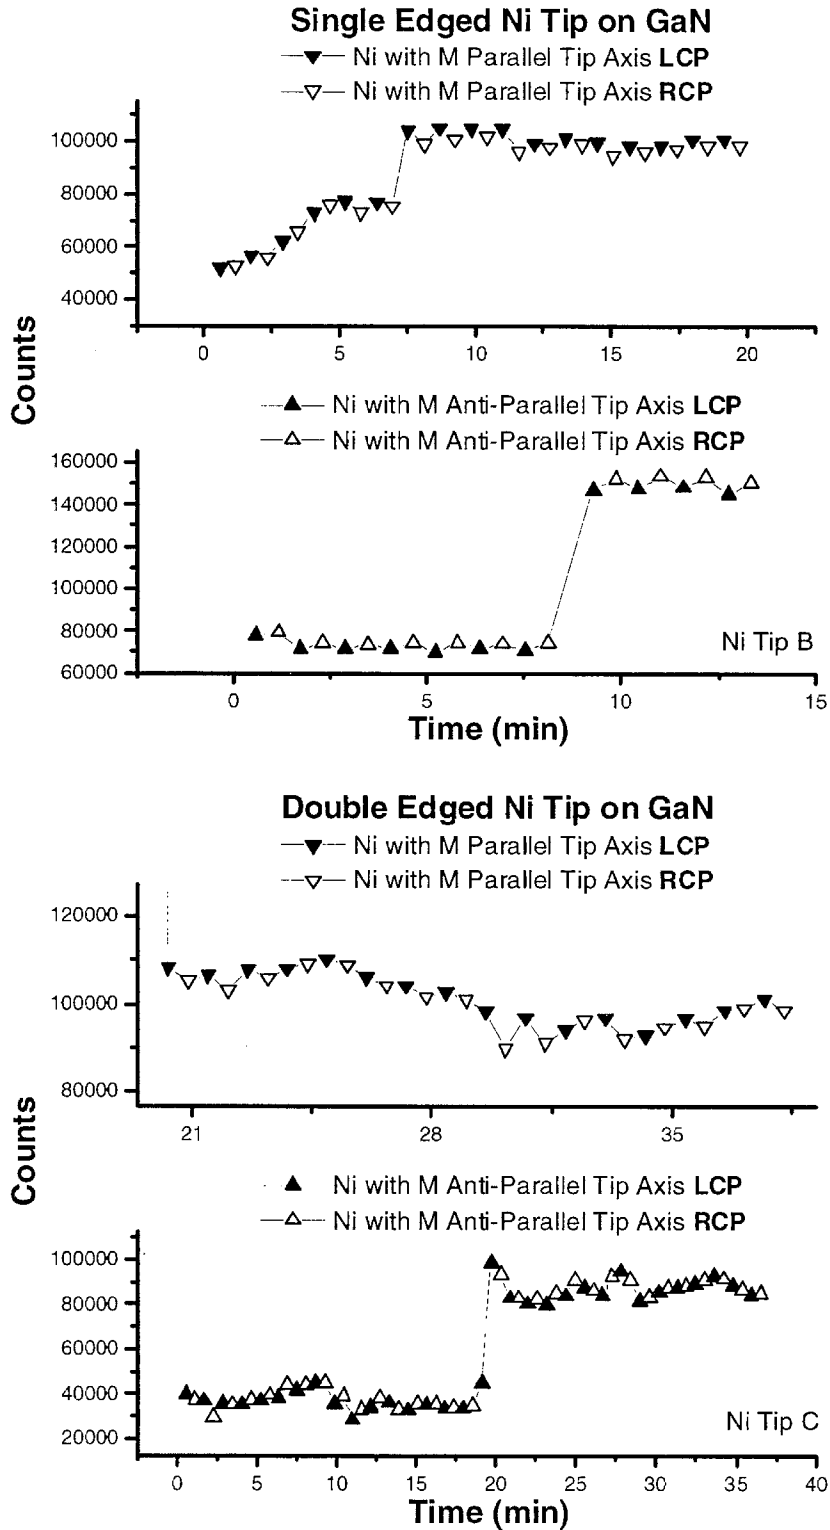 Single Edged Ni Tip on GaN
Ni with M Parallel Tip Axis LCP
Ni with M Parallel Tip Axis RCP
100000
80000
60000
40000
0 5 10 15 20
Counts
Ni with M Anti-Parallel Tip Axis LCP
Ni with M Anti-Parallel Tip Axis RCP
160000
140000
120000
100000
80000
60000
Ni Tip B
0 5 10 15
Time (min)
Double Edged Ni Tip on GaN
Ni with M Parallel Tip Axis LCP
Ni with M Parallel Tip Axis RCP
120000
100000
80000
21 28 35
Counts
Ni with M Anti-Parallel Tip Axis LCP
Ni with M Anti-Parallel Tip Axis RCP
100000
80000
60000
40000
20000
Ni Tip C
0 5 10 15 20 25 30 35 40
Time (min)